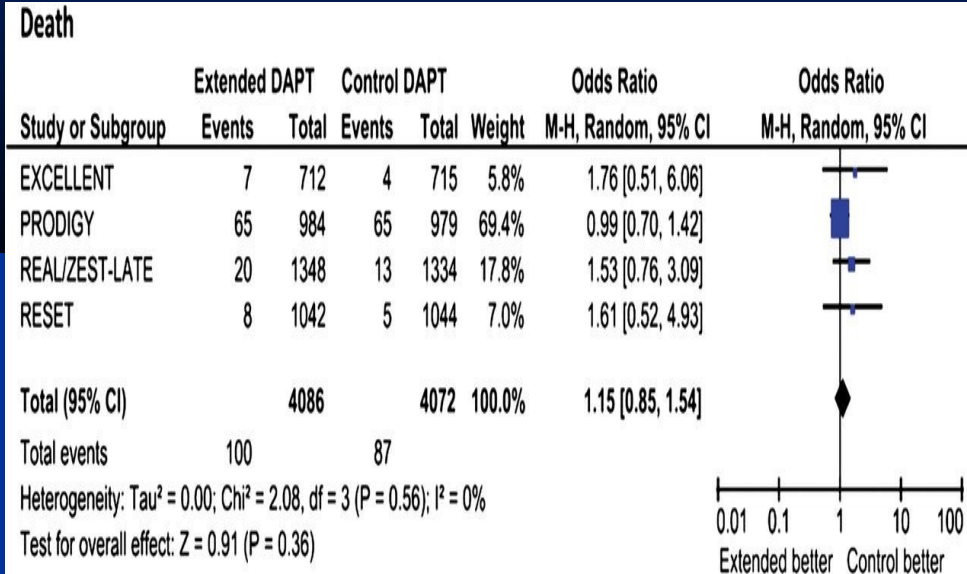 Death
Extended DAPT Control DAPT Odds Ratio Odds Ratio
Study or Subgroup Events Total Events Total Weight M-H, Random, 95% CI M-H, Random, 95% CI
EXCELLENT 7 712 4 715 5.8% 1.76 [0.51, 6.06]
PRODIGY 65 984 65 979 69.4% 0.99 [0.70, 1.42]
REAL/ZEST-LATE 20 1348 13 1334 17.8% 1.53 [0.76, 3.09]
RESET 8 1042 5 1044 7.0% 1.61 [0.52, 4.93]
Total (95% CI) 4086 4072 100.0% 1.15 [0.85, 1.54]
Total events 100 87
Heterogeneity: Tau² = 0.00; Chi² = 2.08, df = 3 (P = 0.56); I² = 0%
Test for overall effect: Z = 0.91 (P = 0.36)
0.01 0.1 1 10 100
Extended better Control better